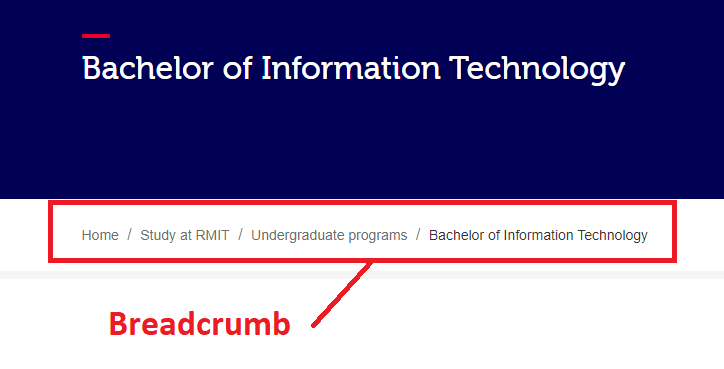 Bachelor of Information Technology
Home / Study at RMIT / Undergraduate programs / Bachelor of Information Technology
Breadcrumb